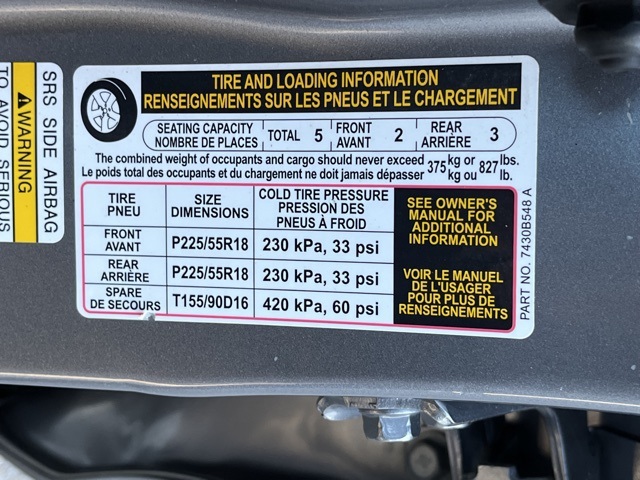 TIRE AND LOADING INFORMATION
RENSEIGNEMENTS SUR LES PNEUS ET LE CHARGEMENT
SEATING CAPACITY
NOMBRE DE PLACES
TOTAL 5
FRONT
AVANT
2
REAR
ARRIÈRE
3
The combined weight of occupants and cargo should never exceed 375 kg or 827 lbs.
Le poids total des occupants et du chargement ne doit jamais dépasser kg ou lb.
TIRE
PNEU
SIZE
DIMENSIONS
COLD TIRE PRESSURE
PRESSION DES
PNEUS À FROID
FRONT
AVANT
P225/55R18
230 kPa, 33 psi
REAR
ARRIÈRE
P225/55R18
230 kPa, 33 psi
SPARE
DE SECOURS
T155/90D16
420 kPa, 60 psi
SEE OWNER'S
MANUAL FOR
ADDITIONAL
INFORMATION
VOIR LE MANUEL
DE L'USAGER
POUR PLUS DE
RENSEIGNEMENTS
PART NO. 7430B548 A
SRS SIDE AIRBAG
WARNING
TO AVOID SERIOUS